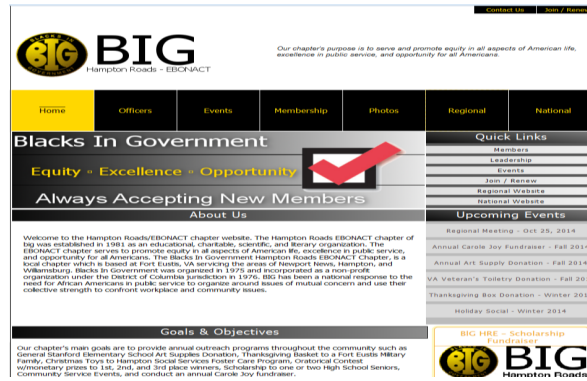 Contact Us Join / Renew
BIG
Hampton Roads - EBONACT
Our chapter's purpose is to serve and promote equity in all aspects of American life,
excellence in public service, and opportunity for all Americans.
Home Officers Events Membership Photos Regional National
Blacks In Government
Equity » Excellence » Opportunity
Always Accepting New Members
About Us
Welcome to the Hampton Roads/EBONACT chapter website. The Hampton Roads EBONACT chapter of
big was established in 1981 as an educational, charitable, scientific, and literary organization. The
EBONACT chapter serves to promote equity in all aspects of American life, excellence in public service,
and opportunity for all Americans. The Blacks In Government Hampton Roads EBONACT Chapter, is a
local chapter which is based at Fort Eustis, VA servicing the areas of Newport News, Hampton, and
Williamsburg. Blacks In Government was organized in 1975 and incorporated as a non-profit
organization under the District of Columbia jurisdiction in 1976. BIG has been a national response to the
need for African Americans in public service to organize around issues of mutual concern and use their
collective strength to confront workplace and community issues.
Goals & Objectives
Our chapter's main goals are to provide annual outreach programs throughout the community such as
General Stanford Elementary School Art Supplies Donation, Thanksgiving Basket to a Fort Eustis Military
Family, Christmas Toys to Hampton Social Services Foster Care Program, Oratorical Contest
w/monetary prizes to 1st, 2nd, and 3rd place winners, Scholarship to one or two High School Seniors,
Community Service Events, and conduct an annual Carole Joy fundraiser.
Quick Links
Members
Leadership
Events
Join / Renew
Regional Website
National Website
Upcoming Events
Regional Meeting - Oct 25, 2014
Annual Carole Joy Fundraiser - Fall 2014
Annual Art Supply Donation - Fall 2014
VA Veteran's Toiletry Donation - Fall 201
Thanksgiving Box Donation - Winter 201
Holiday Social - Winter 2014
BIG HRE – Scholarship
Fundraiser
BIG
Hampton Roads